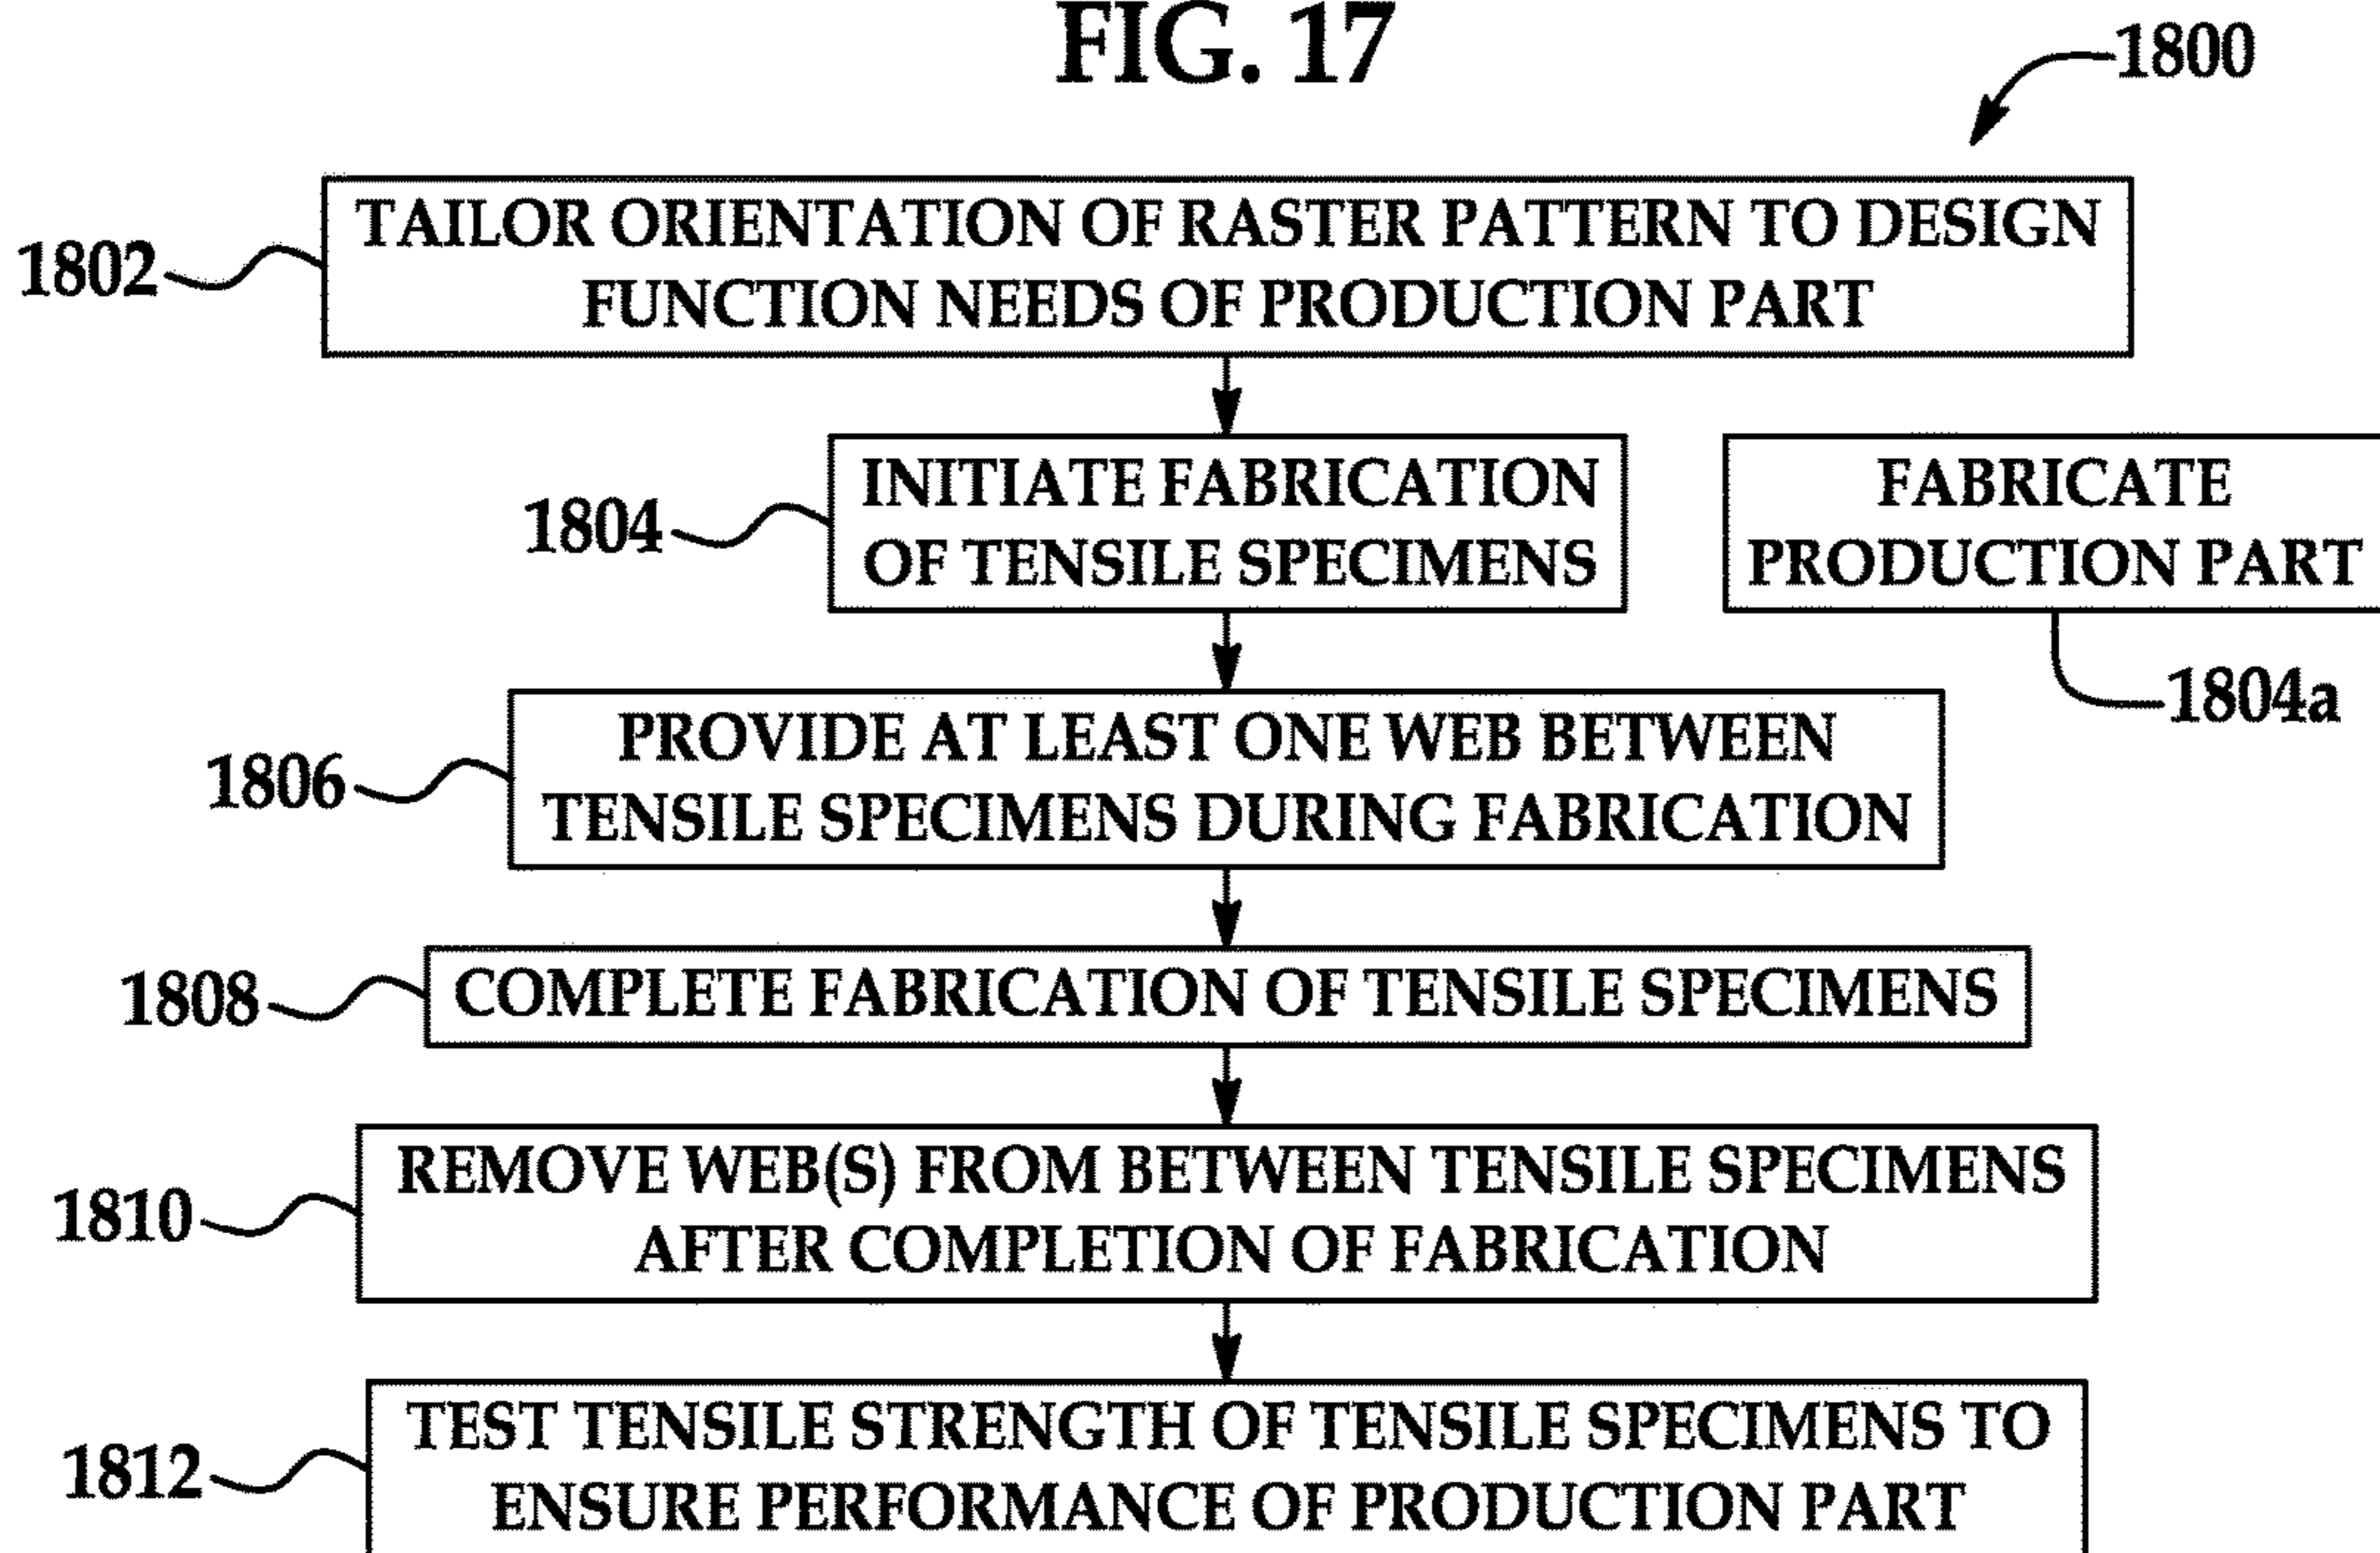 FIG. 17
1800
1802
TAILOR ORIENTATION OF RASTER PATTERN TO DESIGN
FUNCTION NEEDS OF PRODUCTION PART
1804
INITIATE FABRICATION
OF TENSILE SPECIMENS
FABRICATE
PRODUCTION PART
1804a
1806
PROVIDE AT LEAST ONE WEB BETWEEN
TENSILE SPECIMENS DURING FABRICATION
1808
COMPLETE FABRICATION OF TENSILE SPECIMENS
1810
REMOVE WEB(S) FROM BETWEEN TENSILE SPECIMENS
AFTER COMPLETION OF FABRICATION
1812
TEST TENSILE STRENGTH OF TENSILE SPECIMENS TO
ENSURE PERFORMANCE OF PRODUCTION PART